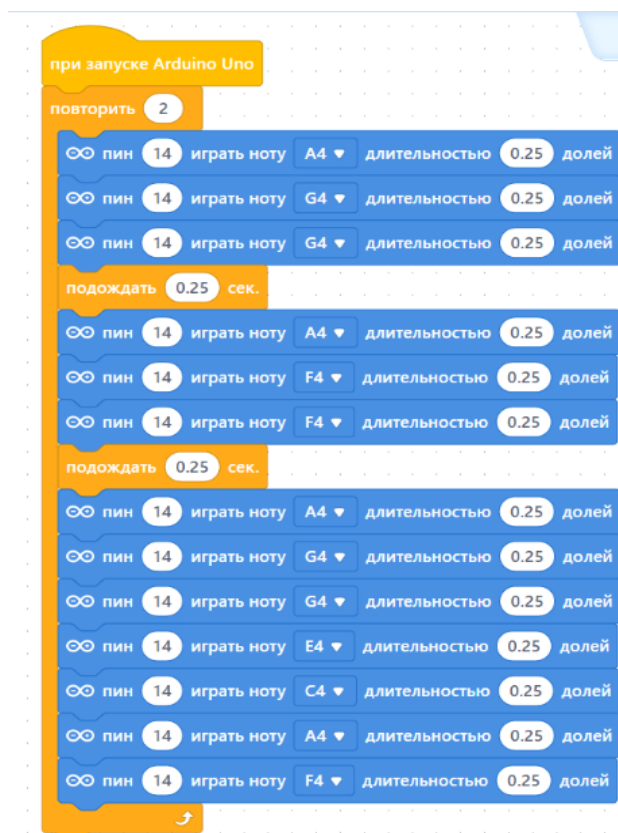 при запуске Arduino Uno
повторить 2
пин 14 играть ноту A4 длительностью 0.25 долей
пин 14 играть ноту G4 длительностью 0.25 долей
пин 14 играть ноту G4 длительностью 0.25 долей
подождать 0.25 сек.
пин 14 играть ноту A4 длительностью 0.25 долей
пин 14 играть ноту F4 длительностью 0.25 долей
пин 14 играть ноту F4 длительностью 0.25 долей
подождать 0.25 сек.
пин 14 играть ноту A4 длительностью 0.25 долей
пин 14 играть ноту G4 длительностью 0.25 долей
пин 14 играть ноту G4 длительностью 0.25 долей
пин 14 играть ноту E4 длительностью 0.25 долей
пин 14 играть ноту C4 длительностью 0.25 долей
пин 14 играть ноту A4 длительностью 0.25 долей
пин 14 играть ноту F4 длительностью 0.25 долей